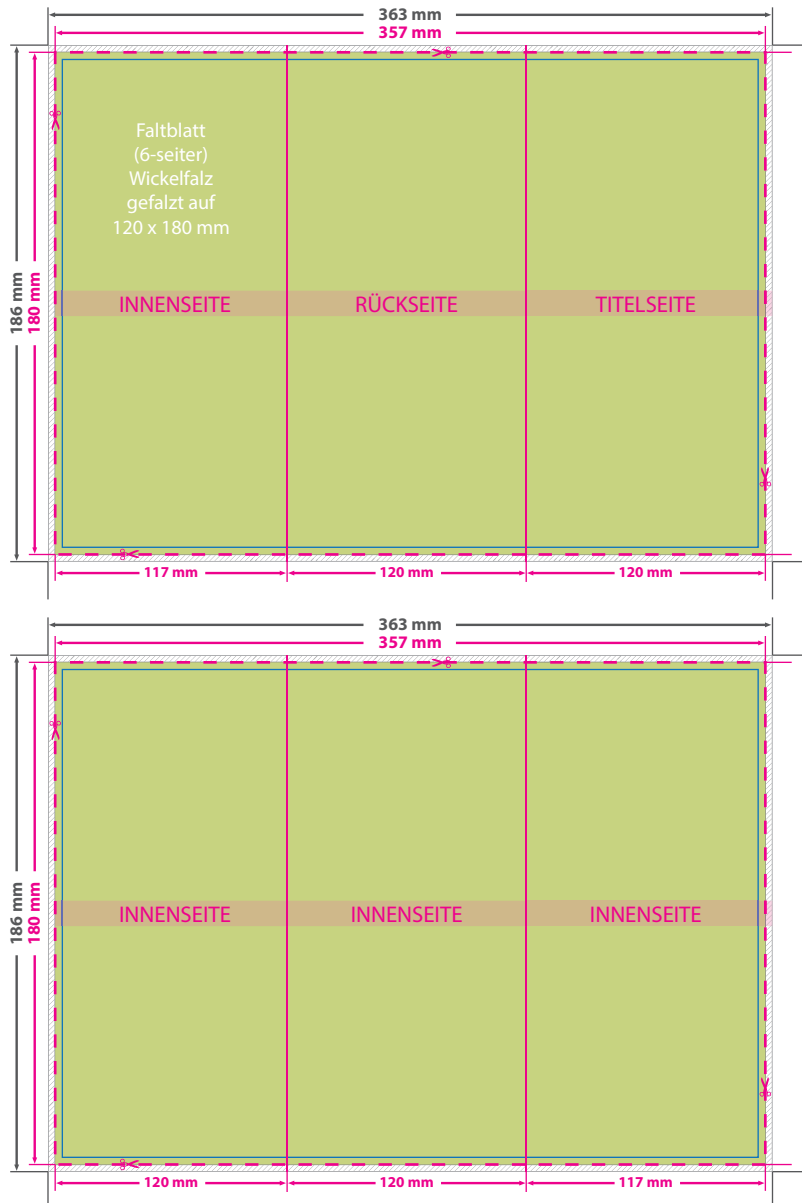 363 mm
357 mm
186 mm
180 mm
Faltblatt
(6-seiter)
Wickelfalz
gefalzt auf
120 x 180 mm
INNENSEITE RÜCKSEITE TITELSEITE
117 mm 120 mm 120 mm
363 mm
357 mm
186 mm
180 mm
INNENSEITE INNENSEITE INNENSEITE
120 mm 120 mm 117 mm